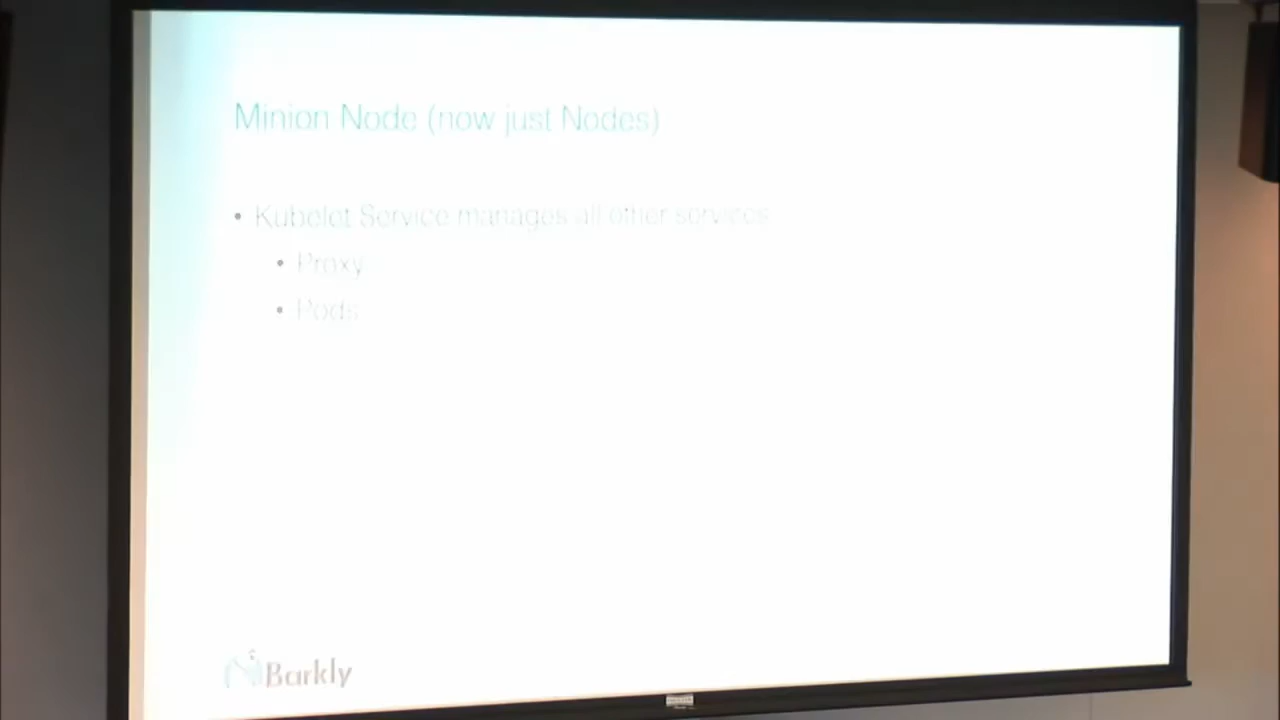 Minion Node (now just Nodes)
• Kubelet Service manages all other services
• Proxy
• Pods
Barkly